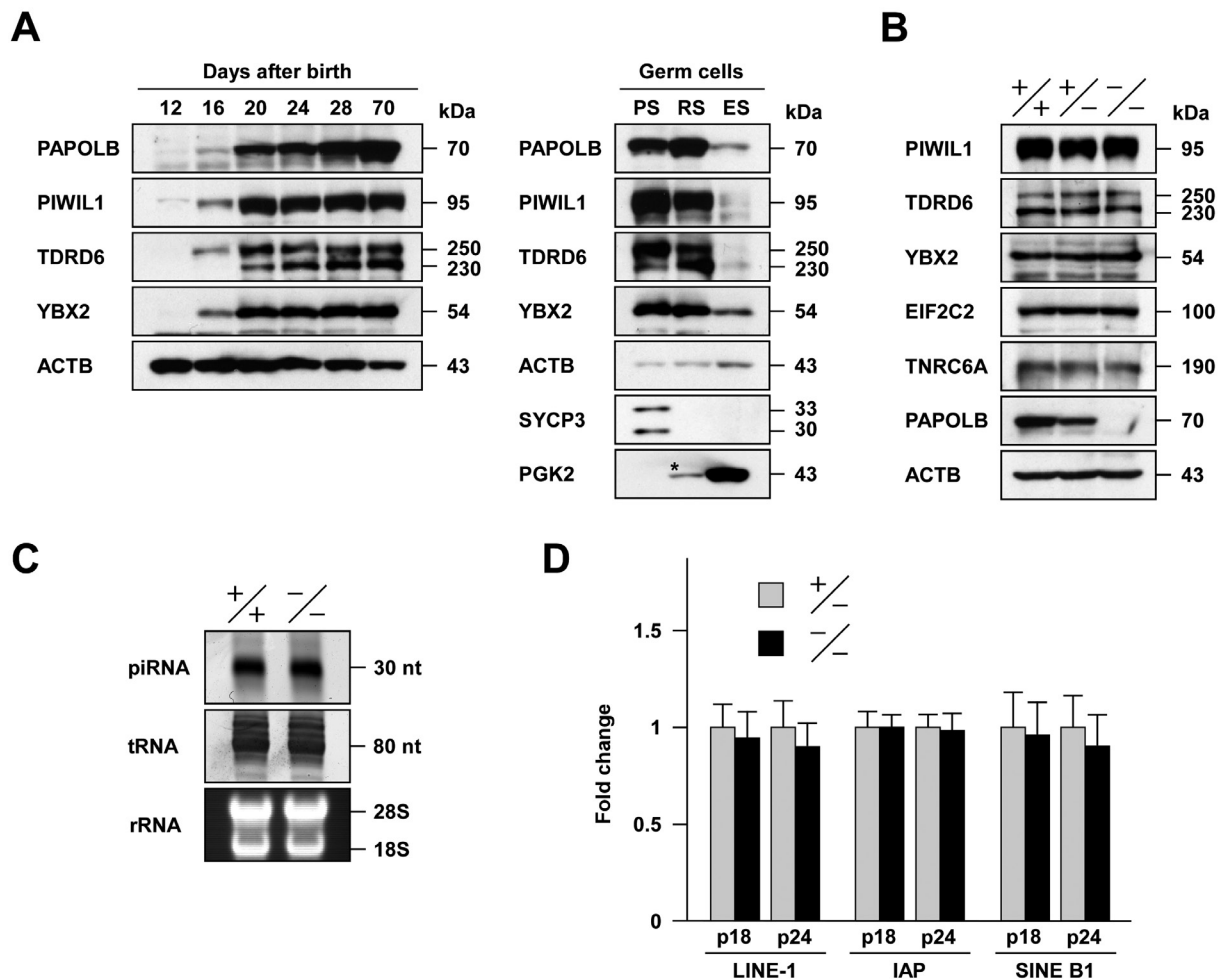 A
Days after birth
12 16 20 24 28 70 kDa
PAPOLB 70
PIWIL1 95
TDRD6 250
230
YBX2 54
ACTB 43
Germ cells
PS RS ES kDa
PAPOLB 70
PIWIL1 95
TDRD6 250
230
YBX2 54
ACTB 43
SYCP3 33
30
PGK2 * 43
B
+/+ +/− −/− kDa
PIWIL1 95
TDRD6 250
230
YBX2 54
EIF2C2 100
TNRC6A 190
PAPOLB 70
ACTB 43
C
+/+ −/−
piRNA 30 nt
tRNA 80 nt
rRNA 28S
18S
D
+/−
−/−
Fold change
1.5
1
0.5
0
p18 p24 p18 p24 p18 p24
LINE-1 IAP SINE B1